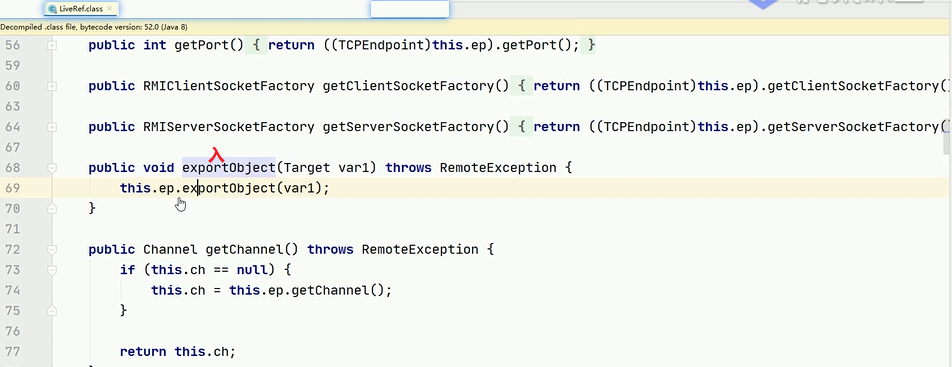 LiveRef.class
Decompiled .class file, bytecode version: 52.0 (Java 8)
56 public int getPort() { return ((TCPEndpoint)this.ep).getPort(); }
59
60 public RMIClientSocketFactory getClientSocketFactory() { return ((TCPEndpoint)this.ep).getClientSocketFactory()
63
64 public RMIServerSocketFactory getServerSocketFactory() { return ((TCPEndpoint)this.ep).getServerSocketFactory()
67
68 public void exportObject(Target var1) throws RemoteException {
69 this.ep.exportObject(var1);
70 }
71
72 public Channel getChannel() throws RemoteException {
73 if (this.ch == null) {
74 this.ch = this.ep.getChannel();
75 }
76
77 return this.ch;